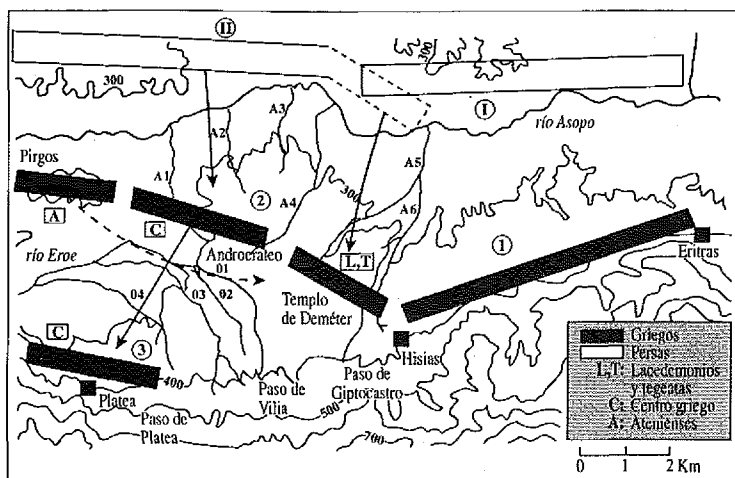 II
300
300
I
río Asopo
A3
A2
A5
Pirgos
A1
A
C
2
A4
300
A6
1
río Eroe
Androcraleo
01
L,T
Eritras
04
03
02
Templo
de Deméter
C
3
Hisias
400
Platea
Paso de
Platea
Paso de
Vilia
500
Paso de
Giptocastro
700
Griegos
Persas
L,T: Lacedemonios
y tegeatas
C: Centro griego
A: Atenienses
0 1 2 Km